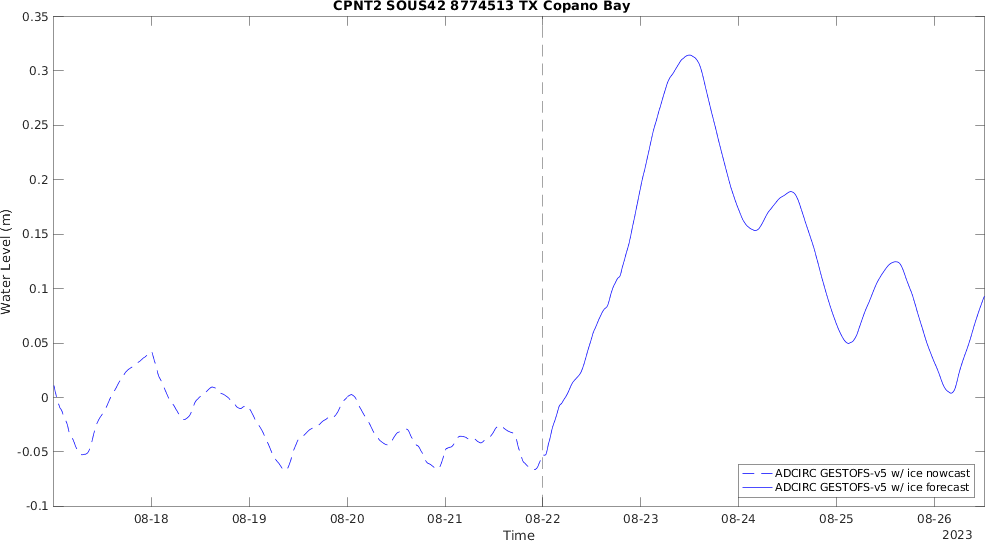 CPNT2 SOUS42 8774513 TX Copano Bay
0.35
0.3
0.25
0.2
0.15
0.1
0.05
0
-0.05
-0.1
Water Level (m)
ADCIRC GESTOFS-v5 w/ ice nowcast
ADCIRC GESTOFS-v5 w/ ice forecast
08-18 08-19 08-20 08-21 08-22 08-23 08-24 08-25 08-26
Time
2023